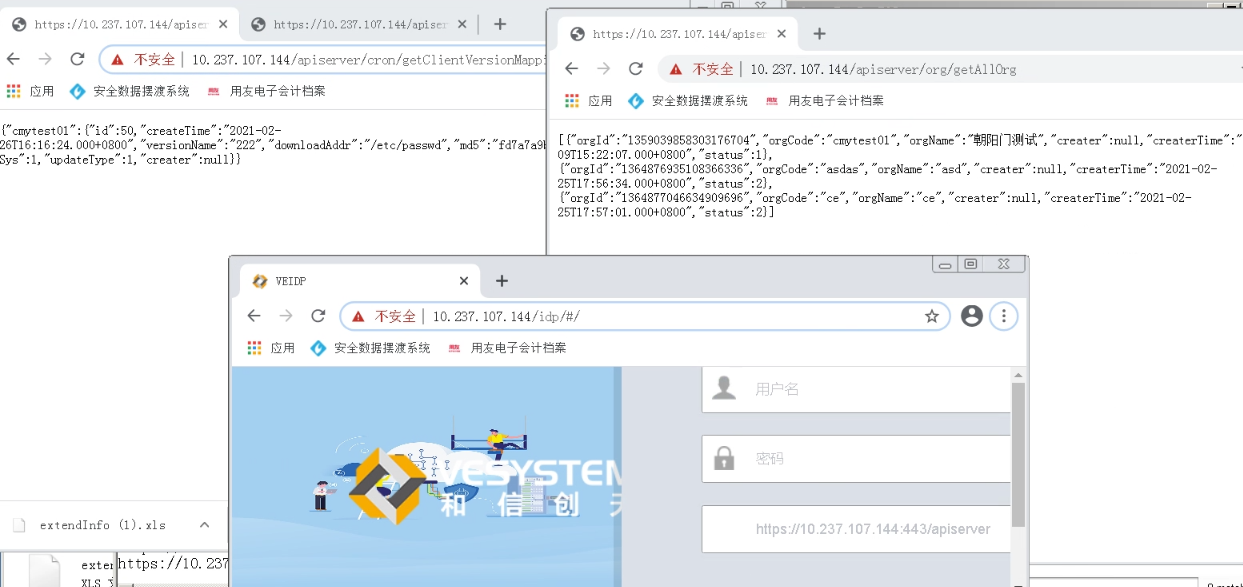 https://10.237.107.144/apiser
https://10.237.107.144/apiser
不安全 | 10.237.107.144/apiserver/cron/getClientVersionMappi
应用 安全数据摆渡系统 用友电子会计档案
{"cmytest01":{"id":50,"createTime":"2021-02-
26T16:16:24.000+0800","versionName":"222","downloadAddr":"/etc/passwd","md5":"fd7a7a9b
Sys":1,"updateType":1,"creater":null}}
https://10.237.107.144/apiser
不安全 | 10.237.107.144/apiserver/org/getAllOrg
应用 安全数据摆渡系统 用友电子会计档案
[{"orgId":"1359039858303176704","orgCode":"cmytest01","orgName":"朝阳门测试","creater":null,"createrTime":"
09T15:22:07.000+0800","status":1},
{"orgId":"1364876935108366336","orgCode":"asdas","orgName":"asd","creater":null,"createrTime":"2021-02-
25T17:56:34.000+0800","status":2},
{"orgId":"1364877046634909696","orgCode":"ce","orgName":"ce","creater":null,"createrTime":"2021-02-
25T17:57:01.000+0800","status":2}]
VEIDP
不安全 | 10.237.107.144/idp/#/
应用 安全数据摆渡系统 用友电子会计档案
用户名
密码
https://10.237.107.144:443/apiserver
VESYSTEM
和信创天
extendInfo (1).xls
exter
XLS
https://10.237